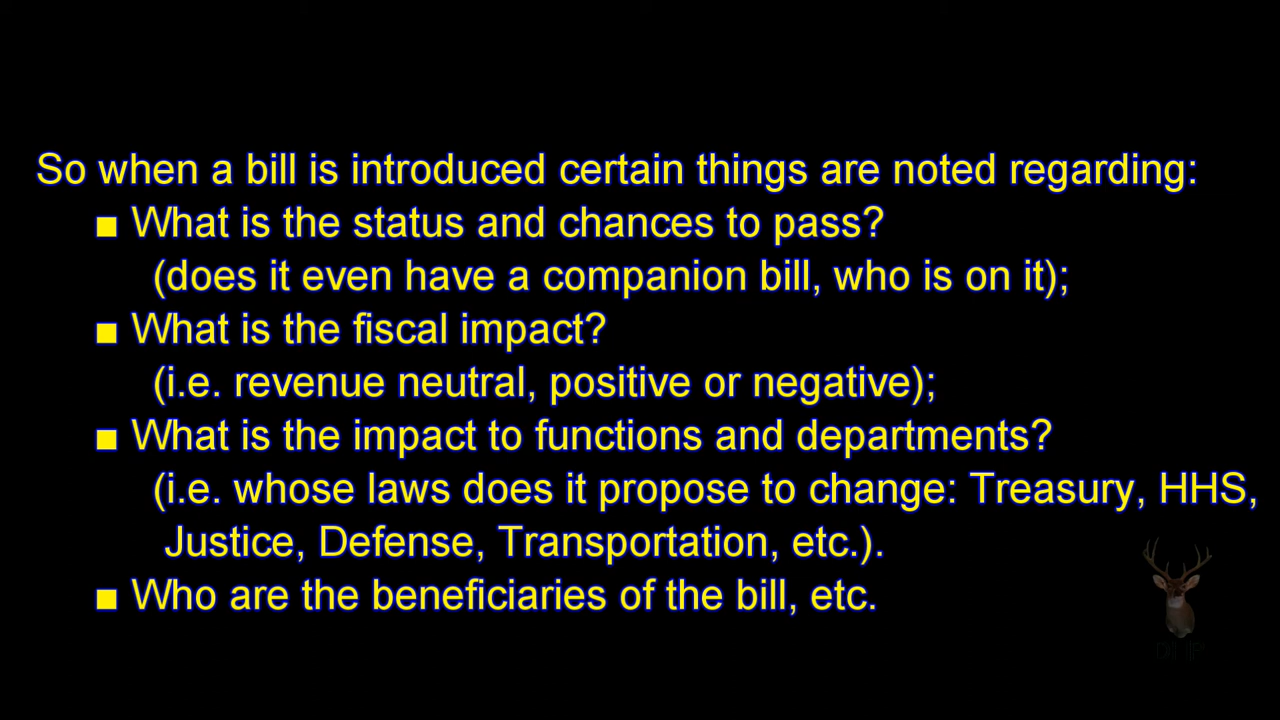 So when a bill is introduced certain things are noted regarding:
■ What is the status and chances to pass?
(does it even have a companion bill, who is on it);
■ What is the fiscal impact?
(i.e. revenue neutral, positive or negative);
■ What is the impact to functions and departments?
(i.e. whose laws does it propose to change: Treasury, HHS,
Justice, Defense, Transportation, etc.).
■ Who are the beneficiaries of the bill, etc.